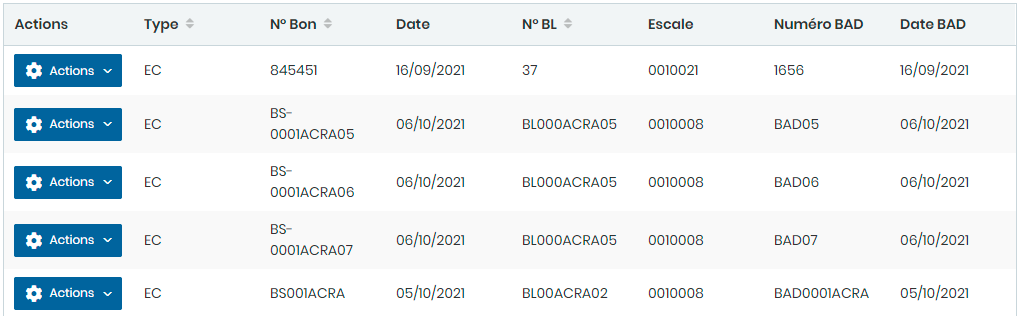 Actions Type N° Bon Date N° BL Escale Numéro BAD Date BAD
Actions EC 845451 16/09/2021 37 0010021 1656 16/09/2021
BS-
Actions EC 06/10/2021 BL000ACRA05 0010008 BAD05 06/10/2021
0001ACRA05
BS-
Actions EC 06/10/2021 BL000ACRA05 0010008 BAD06 06/10/2021
0001ACRA06
BS-
Actions EC 06/10/2021 BL000ACRA05 0010008 BAD07 06/10/2021
0001ACRA07
Actions EC BS001ACRA 05/10/2021 BL00ACRA02 0010008 BAD0001ACRA 05/10/2021